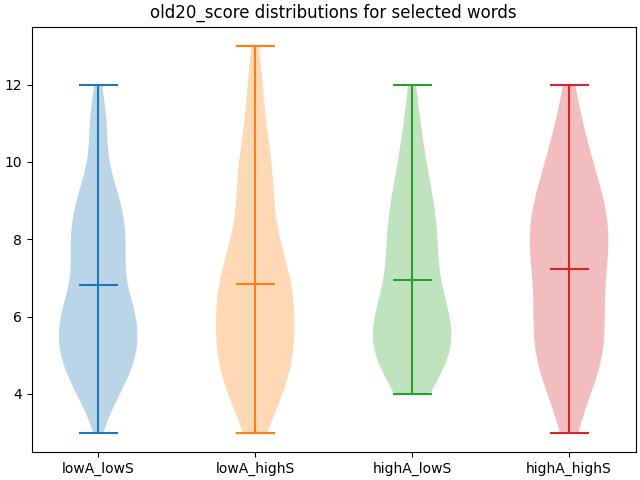 old20_score distributions for selected words
12
10
8
6
4
lowA_lowS
lowA_highS
highA_lowS
highA_highS